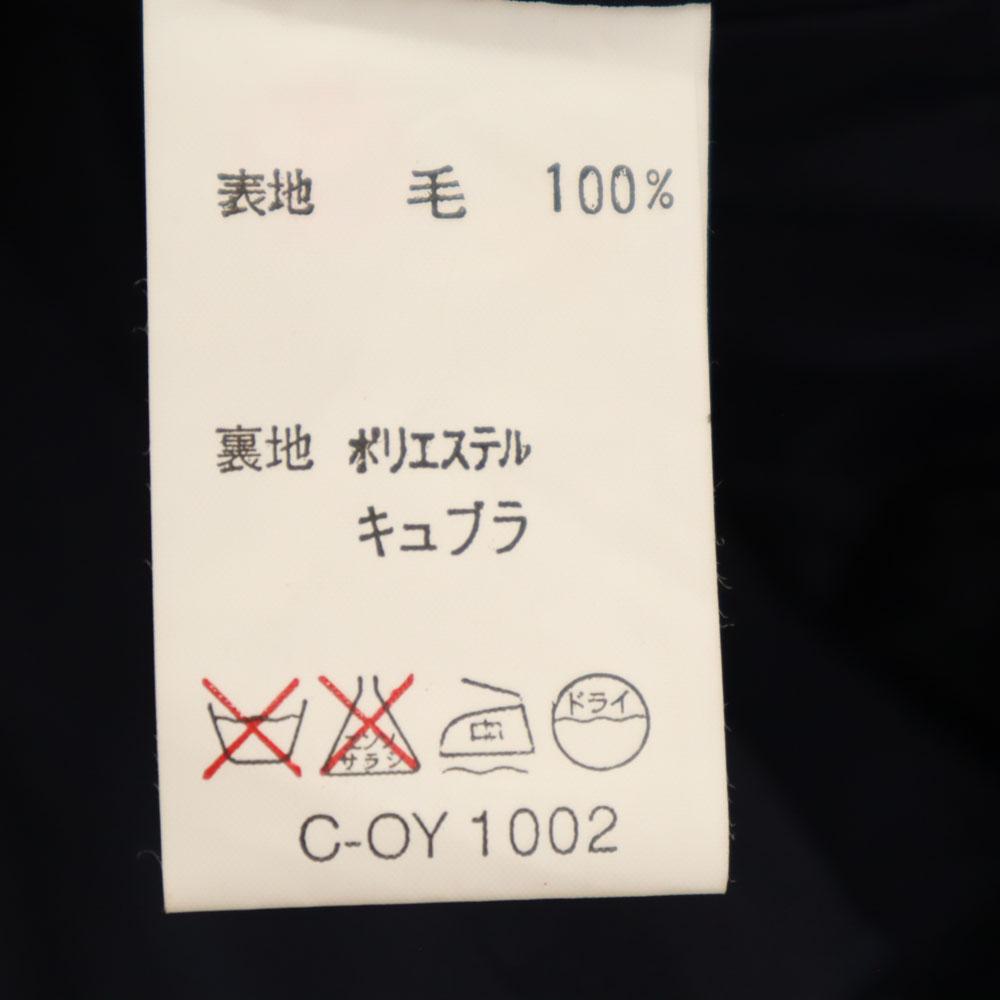 表地 毛 100%
裏地 ポリエステル
キュプラ
エンソ
サラシ
中
ドライ
C-OY 1002